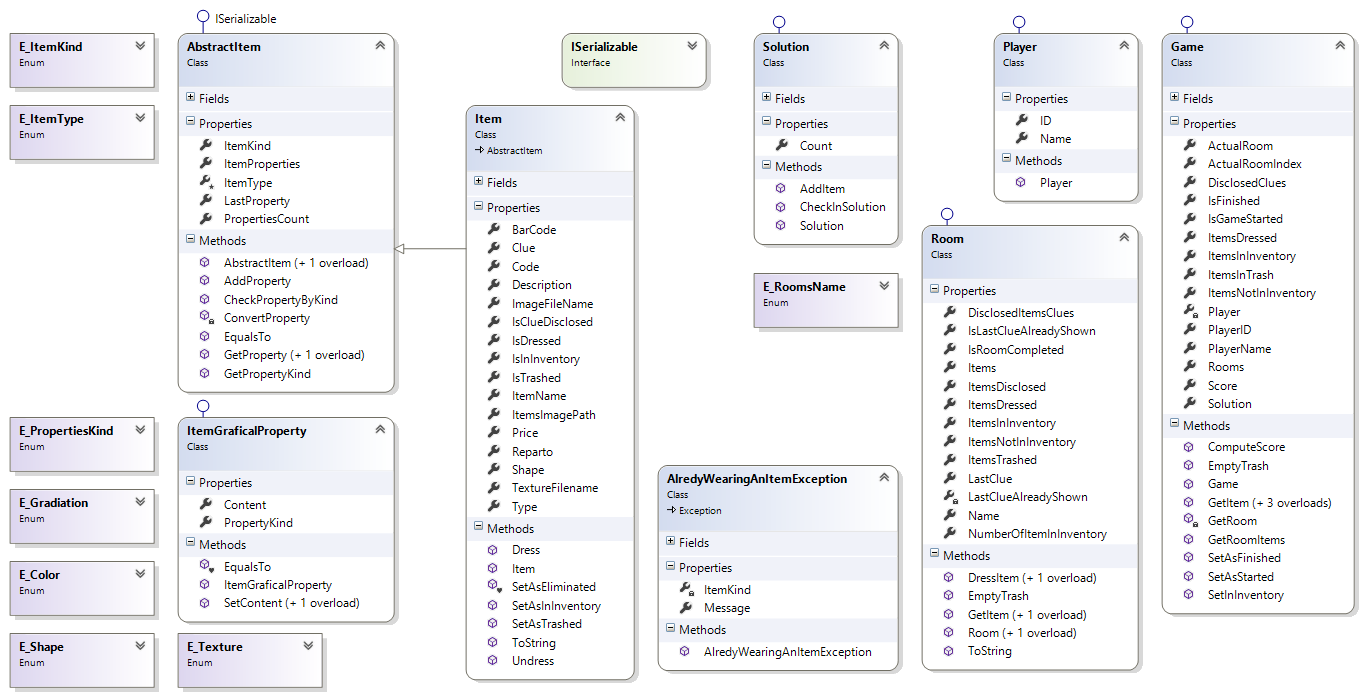 E_ItemKind
Enum
E_ItemType
Enum
E_PropertiesKind
Enum
E_Gradiation
Enum
E_Color
Enum
E_Shape
Enum
ISerializable
AbstractItem
Class
Fields
Properties
ItemKind
ItemProperties
ItemType
LastProperty
PropertiesCount
Methods
AbstractItem (+ 1 overload)
AddProperty
CheckPropertyByKind
ConvertProperty
EqualsTo
GetProperty (+ 1 overload)
GetPropertyKind
ItemGraficalProperty
Class
Properties
Content
PropertyKind
Methods
EqualsTo
ItemGraficalProperty
SetContent (+ 1 overload)
E_Texture
Enum
Item
Class
AbstractItem
Fields
Properties
BarCode
Clue
Code
Description
ImageFileName
IsClueDisclosed
IsDressed
IsInInventory
IsTrashed
ItemName
ItemsImagePath
Price
Reparto
Shape
TextureFilename
Type
Methods
Dress
Item
SetAsEliminated
SetAsInInventory
SetAsTrashed
ToString
Undress
ISerializable
Interface
AlredyWearingAnItemException
Class
Exception
Fields
Properties
ItemKind
Message
Methods
AlredyWearingAnItemException
Solution
Class
Fields
Properties
Count
Methods
AddItem
CheckInSolution
Solution
E_RoomsName
Enum
Player
Class
Properties
ID
Name
Methods
Player
Room
Class
Properties
DisclosedItemsClues
IsLastClueAlreadyShown
IsRoomCompleted
Items
ItemsDisclosed
ItemsDressed
ItemsInInventory
ItemsNotInInventory
ItemsTrashed
LastClue
LastClueAlreadyShown
Name
NumberOfItemInInventory
Methods
DressItem (+ 1 overload)
EmptyTrash
GetItem (+ 1 overload)
Room (+ 1 overload)
ToString
Game
Class
Fields
Properties
ActualRoom
ActualRoomIndex
DisclosedClues
IsFinished
IsGameStarted
ItemsDressed
ItemsInInventory
ItemsInTrash
ItemsNotInInventory
Player
PlayerID
PlayerName
Rooms
Score
Solution
Methods
ComputeScore
EmptyTrash
Game
GetItem (+ 3 overloads)
GetRoom
GetRoomItems
SetAsFinished
SetAsStarted
SetInInventory